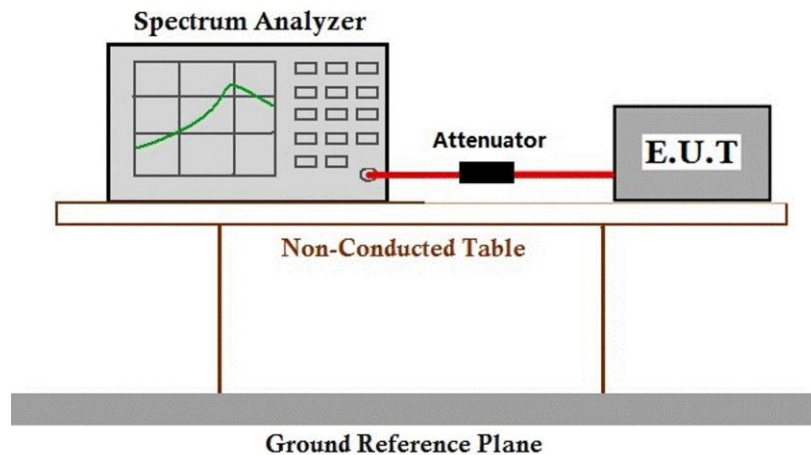 Spectrum Analyzer
Attenuator
E.U.T
Non-Conducted Table
Ground Reference Plane